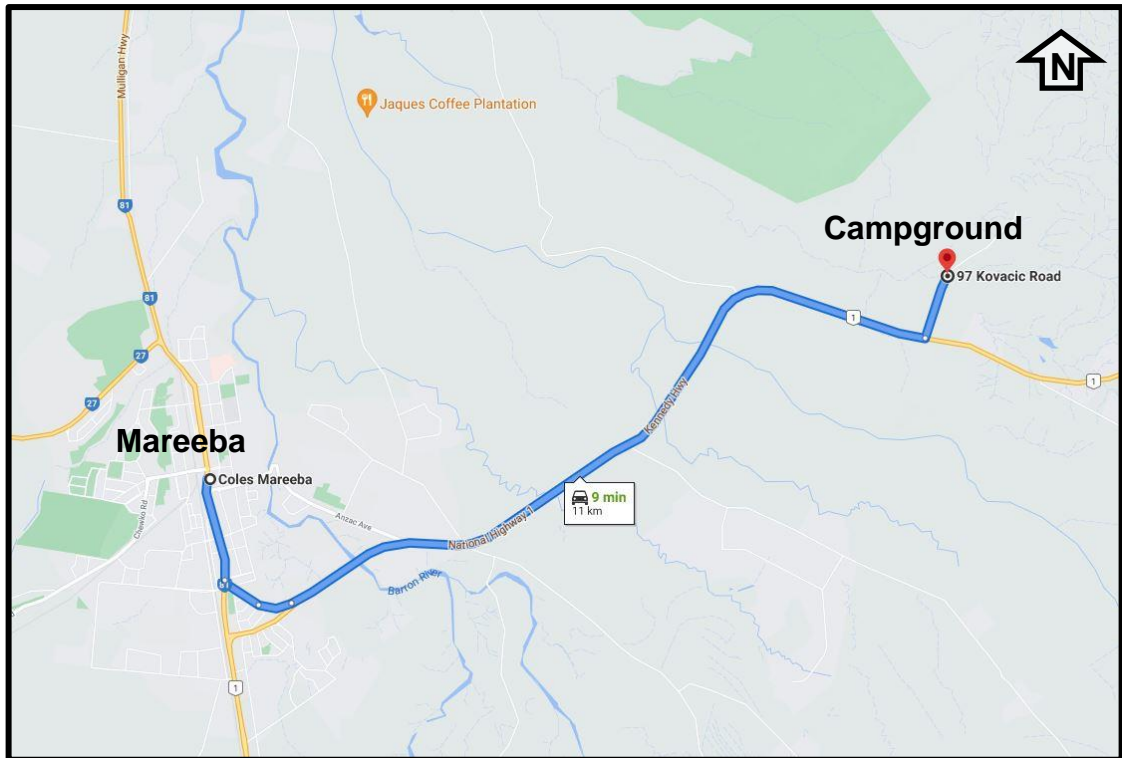 Mulligan Hwy
N
Jaques Coffee Plantation
81
Campground
97 Kovacic Road
81
1
27
1
27
Kennedy Hwy
Mareeba
Coles Mareeba
9 min
11 km
Chewko Rd
Anzac Ave
National Highway 1
Barron River
81
1